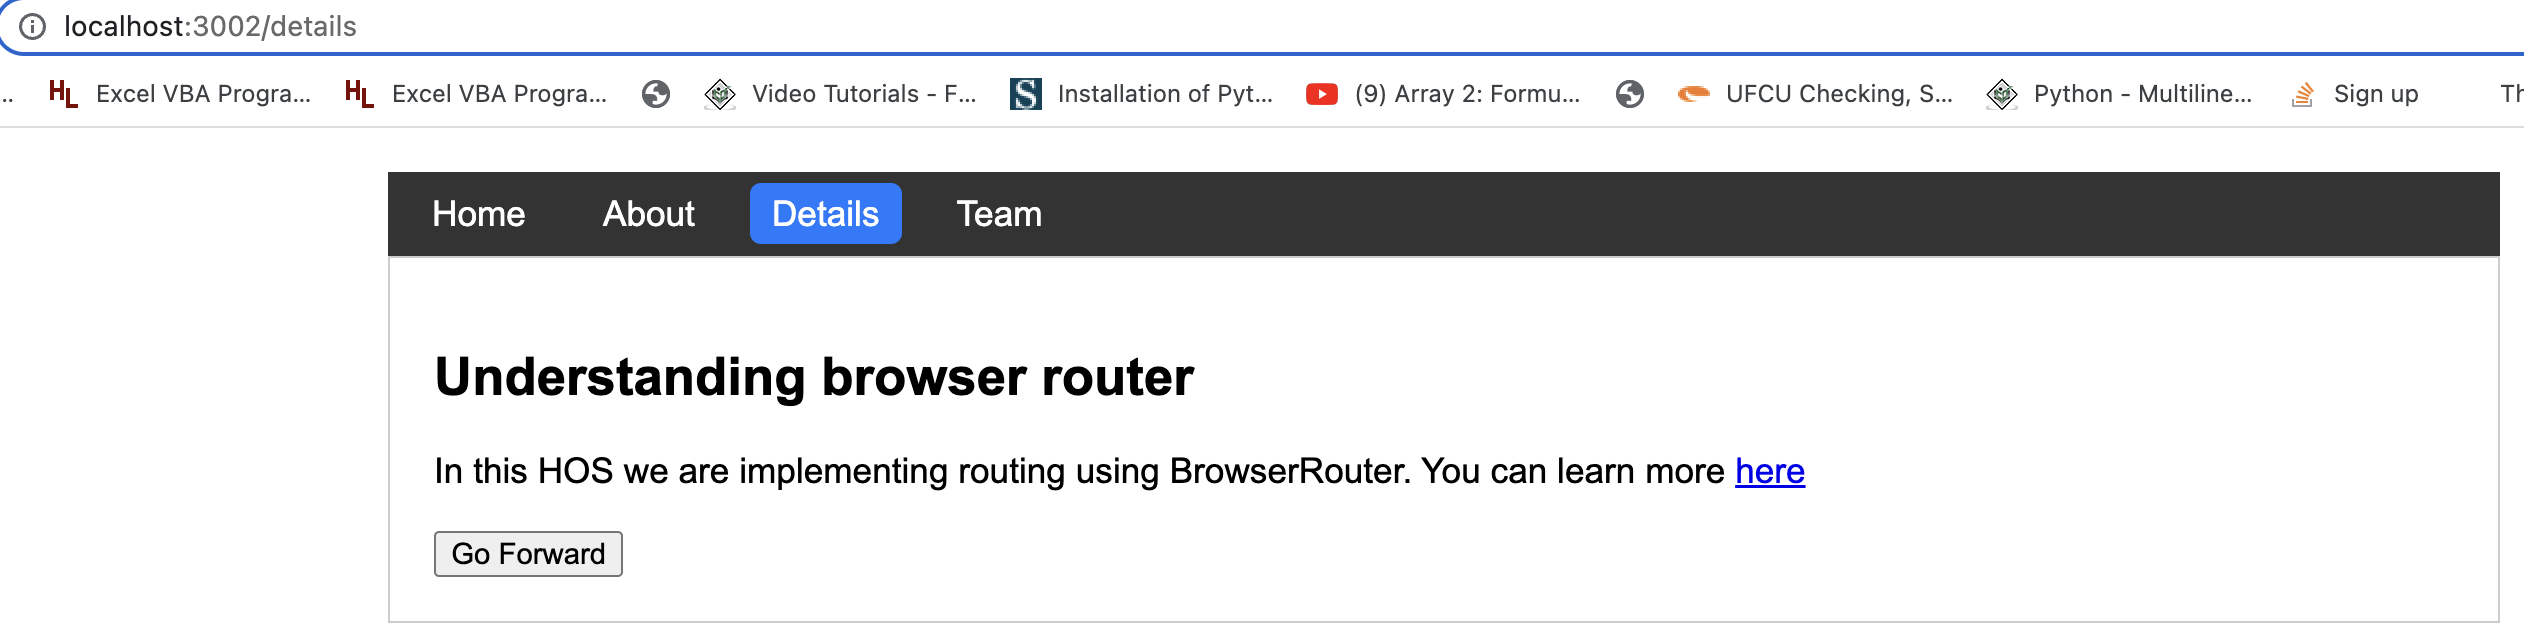 localhost:3002/details
.. HL Excel VBA Progra... HL Excel VBA Progra... Video Tutorials - F... S Installation of Pyt... (9) Array 2: Formu... UFCU Checking, S... Python - Multiline... Sign up Th
Home About Details Team
Understanding browser router
In this HOS we are implementing routing using BrowserRouter. You can learn more here
Go Forward